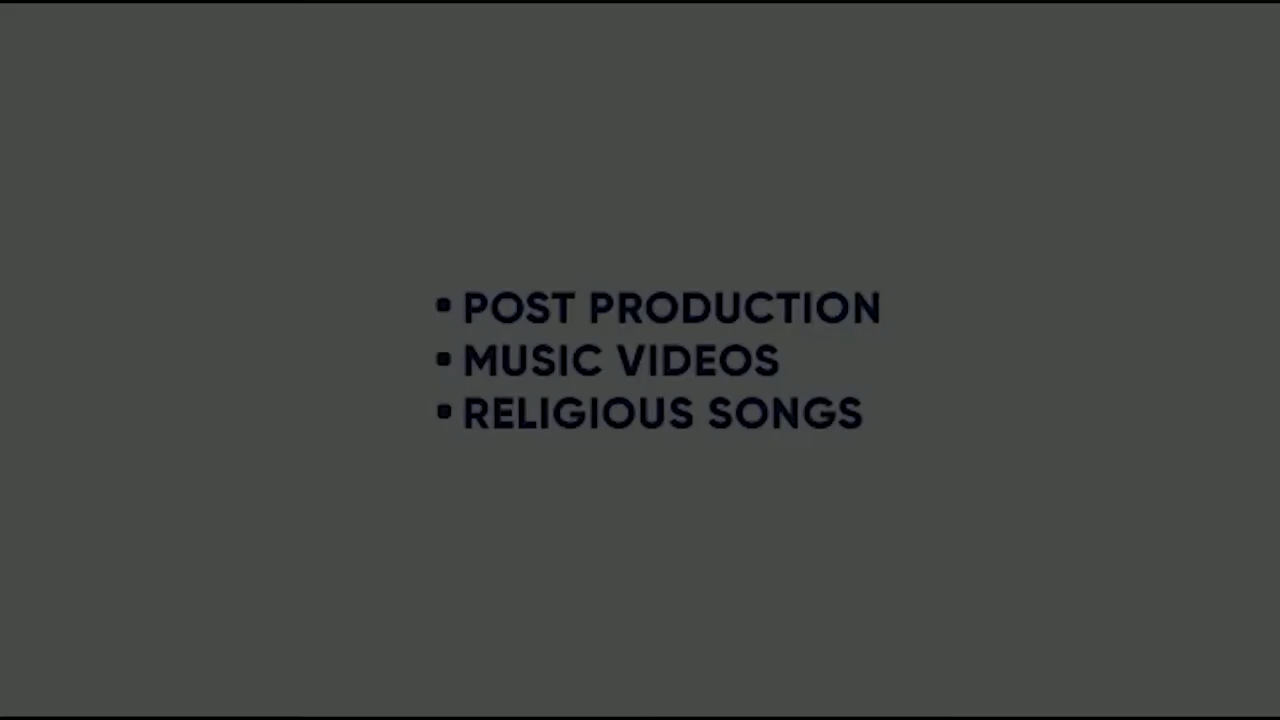 ▪ POST PRODUCTION
▪ MUSIC VIDEOS
▪ RELIGIOUS SONGS